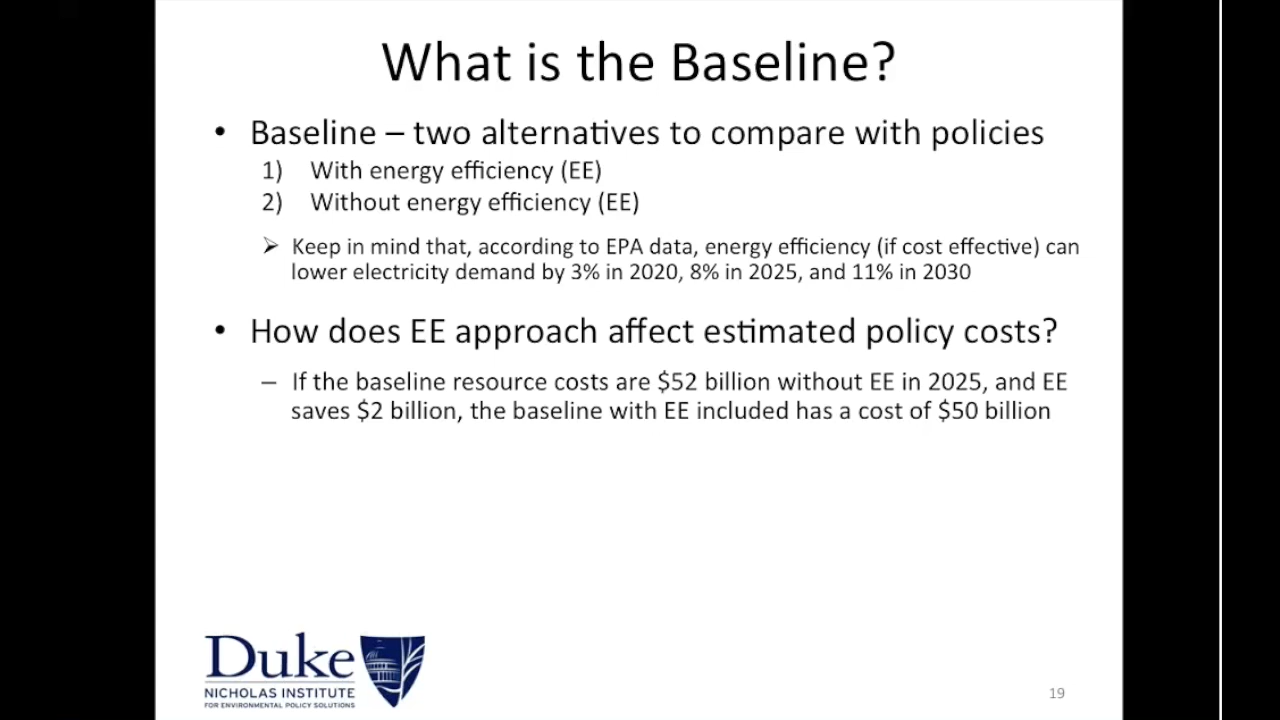 What is the Baseline?
• Baseline – two alternatives to compare with policies
1) With energy efficiency (EE)
2) Without energy efficiency (EE)
➢ Keep in mind that, according to EPA data, energy efficiency (if cost effective) can
lower electricity demand by 3% in 2020, 8% in 2025, and 11% in 2030
• How does EE approach affect estimated policy costs?
– If the baseline resource costs are $52 billion without EE in 2025, and EE
saves $2 billion, the baseline with EE included has a cost of $50 billion
Duke
NICHOLAS INSTITUTE
FOR ENVIRONMENTAL POLICY SOLUTIONS
19